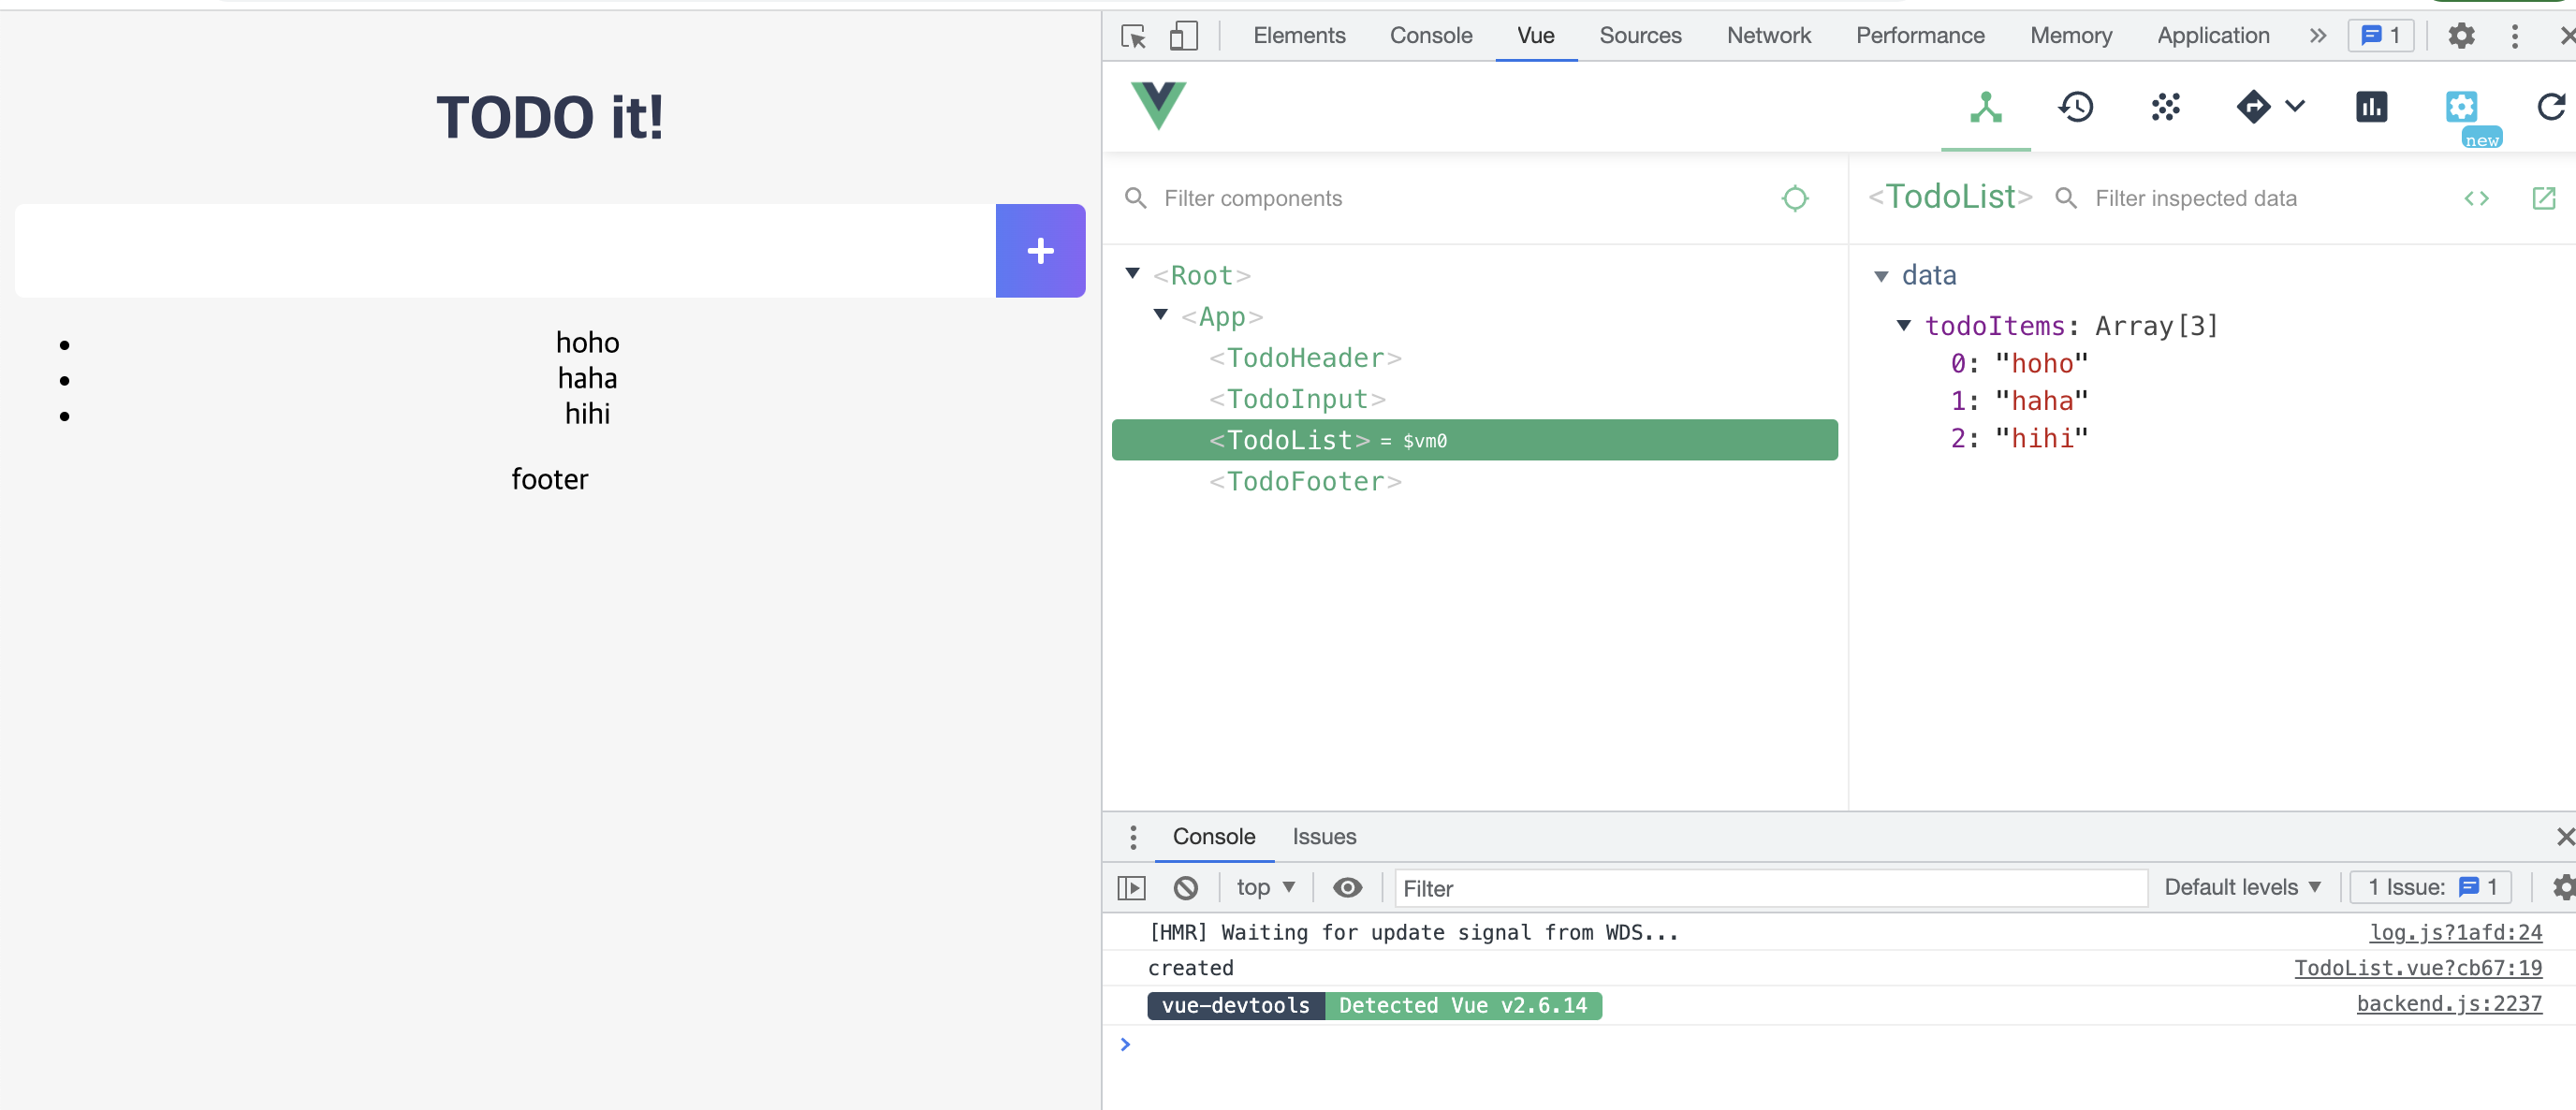 TODO it!
+
hoho
haha
hihi
footer
Elements Console Vue Sources Network Performance Memory Application » 1
new
Filter components
<TodoList> Filter inspected data <>
<Root>
<App>
<TodoHeader>
<TodoInput>
<TodoList> = $vm0
<TodoFooter>
data
todoItems: Array[3]
0: "hoho"
1: "haha"
2: "hihi"
Console Issues
top Filter Default levels 1 Issue: 1
[HMR] Waiting for update signal from WDS... log.js?1afd:24
created TodoList.vue?cb67:19
vue-devtools Detected Vue v2.6.14 backend.js:2237
>